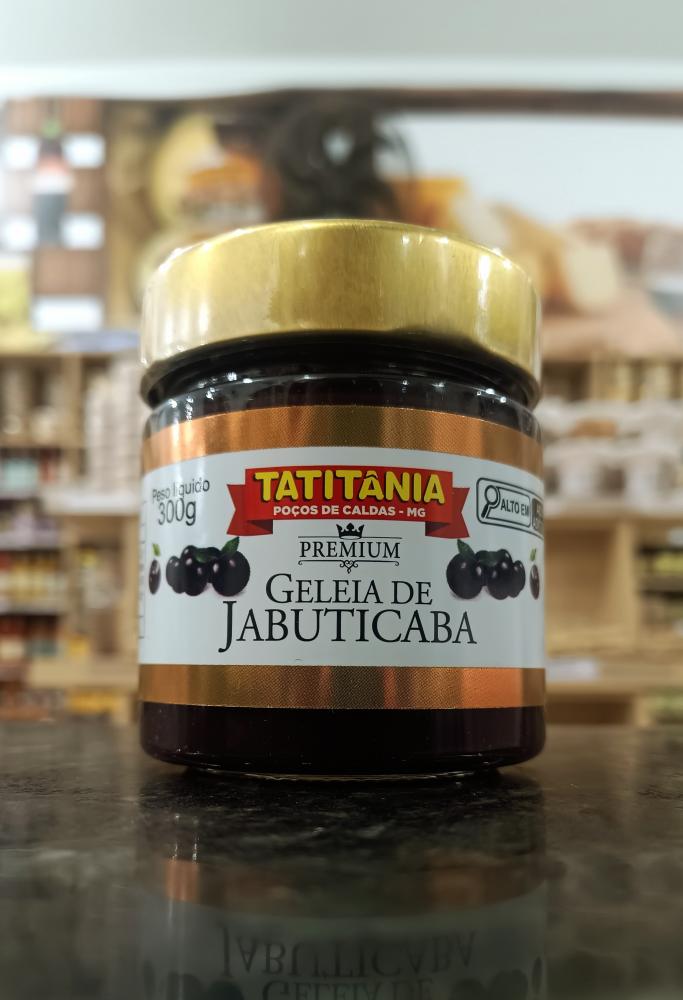 Peso líquido
300g
TATITÂNIA
POÇOS DE CALDAS - MG
PREMIUM
GELEIA DE
JABUTICABA
ALTO EM